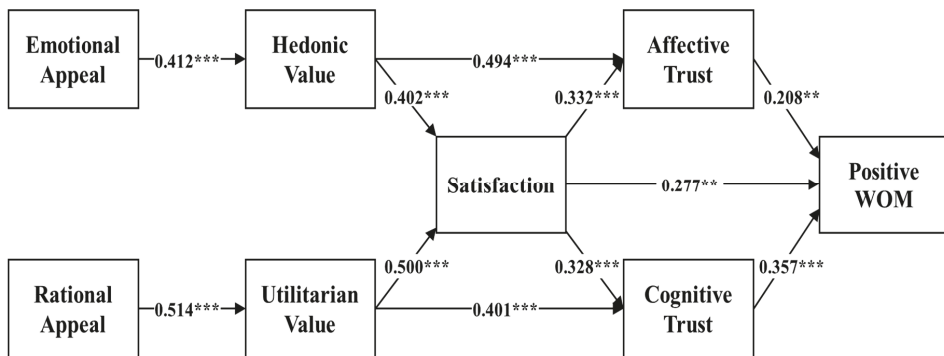 Emotional
Appeal
0.412***
Hedonic
Value
0.494***
Affective
Trust
0.402***
0.332***
0.208**
Satisfaction
0.277**
Positive
WOM
0.500***
0.328***
0.357***
Rational
Appeal
0.514***
Utilitarian
Value
0.401***
Cognitive
Trust